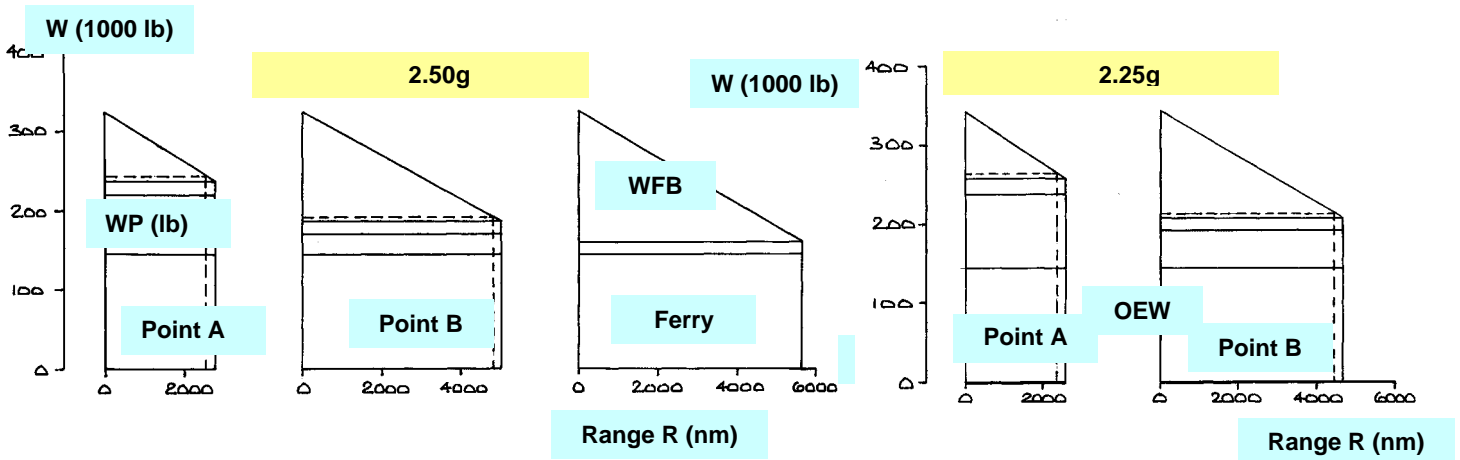 W (1000 lb)
400
300
200
100
0
2.50g
WP (lb)
Point A
0 2000
Point B
0 2000 4000
WFB
Ferry
0 2000 4000 6000
Range R (nm)
W (1000 lb)
400
300
200
100
0
2.25g
Point A
0 2000
OEW
Point B
0 2000 4000 6000
Range R (nm)